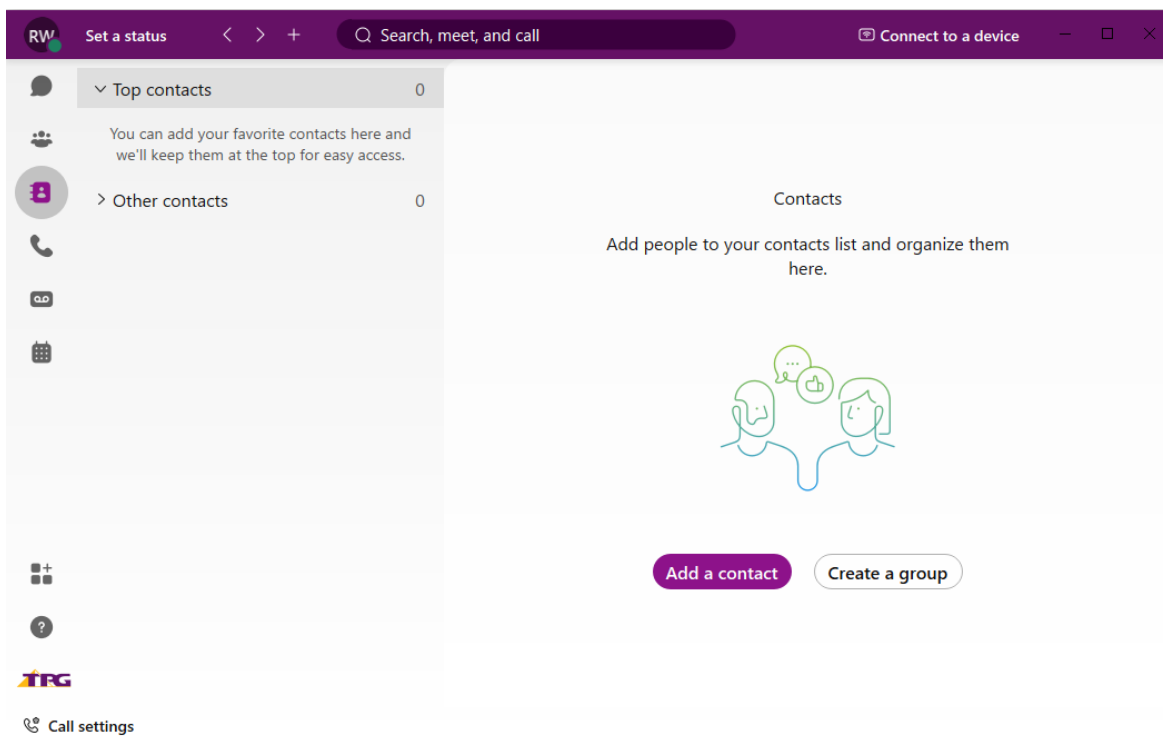 RW Set a status Search, meet, and call Connect to a device
Top contacts 0
You can add your favorite contacts here and
we'll keep them at the top for easy access.
Other contacts 0
Contacts
Add people to your contacts list and organize them
here.
Add a contact Create a group
TPG
Call settings